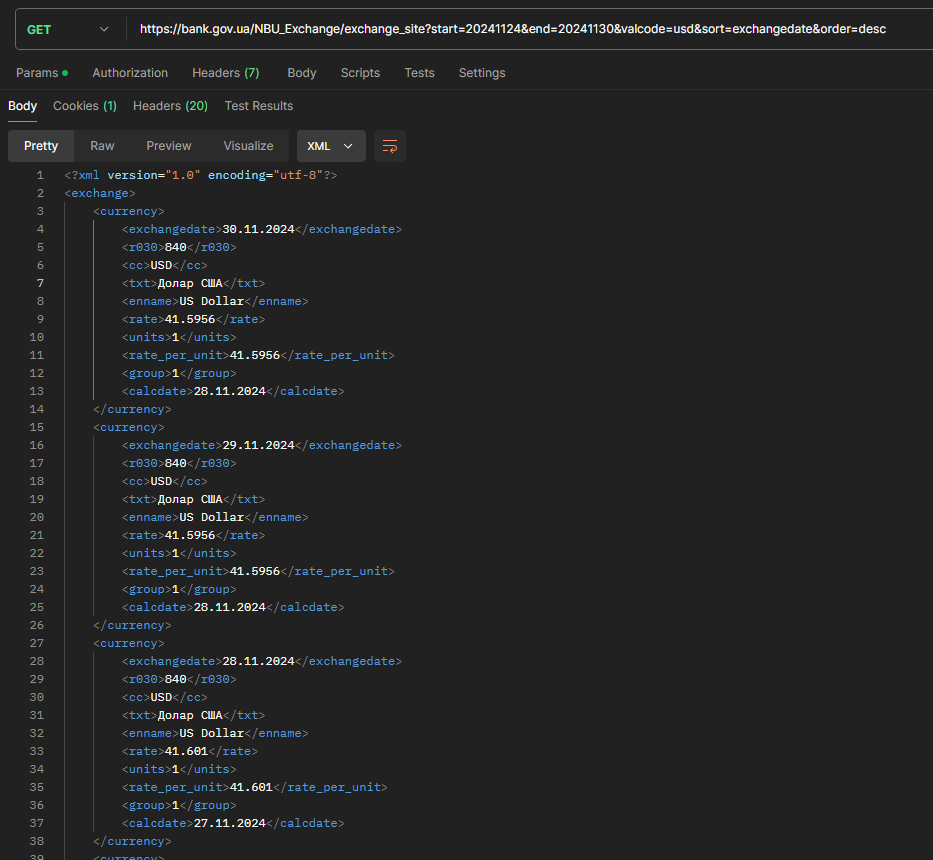 GET https://bank.gov.ua/NBU_Exchange/exchange_site?start=20241124&end=20241130&valcode=usd&sort=exchangedate&order=desc
Params Authorization Headers (7) Body Scripts Tests Settings
Body Cookies (1) Headers (20) Test Results
Pretty Raw Preview Visualize XML
1 <?xml version="1.0" encoding="utf-8"?>
2 <exchange>
3 <currency>
4 <exchangedate>30.11.2024</exchangedate>
5 <r030>840</r030>
6 <cc>USD</cc>
7 <txt>Долар США</txt>
8 <enname>US Dollar</enname>
9 <rate>41.5956</rate>
10 <units>1</units>
11 <rate_per_unit>41.5956</rate_per_unit>
12 <group>1</group>
13 <calcdate>28.11.2024</calcdate>
14 </currency>
15 <currency>
16 <exchangedate>29.11.2024</exchangedate>
17 <r030>840</r030>
18 <cc>USD</cc>
19 <txt>Долар США</txt>
20 <enname>US Dollar</enname>
21 <rate>41.5956</rate>
22 <units>1</units>
23 <rate_per_unit>41.5956</rate_per_unit>
24 <group>1</group>
25 <calcdate>28.11.2024</calcdate>
26 </currency>
27 <currency>
28 <exchangedate>28.11.2024</exchangedate>
29 <r030>840</r030>
30 <cc>USD</cc>
31 <txt>Долар США</txt>
32 <enname>US Dollar</enname>
33 <rate>41.601</rate>
34 <units>1</units>
35 <rate_per_unit>41.601</rate_per_unit>
36 <group>1</group>
37 <calcdate>27.11.2024</calcdate>
38 </currency>
39 <currency>